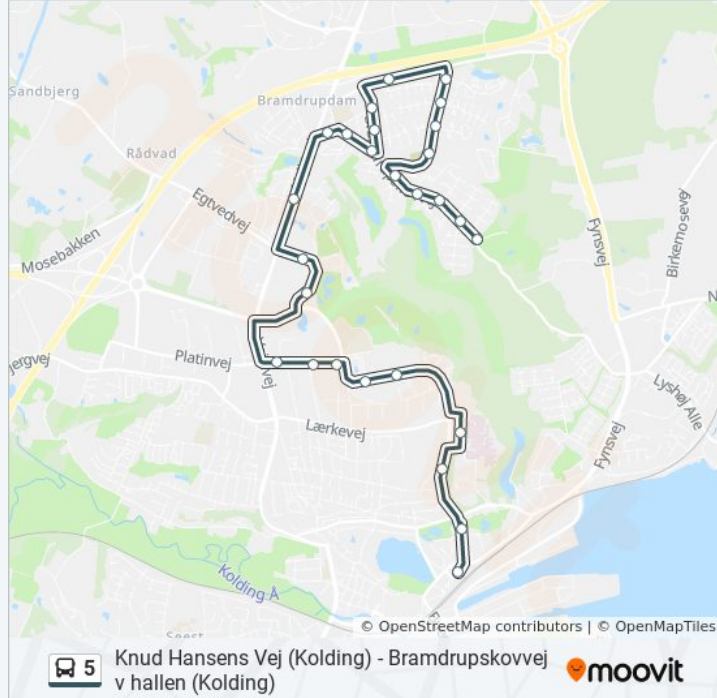 Sandbjerg
Bramdrupdam
Rådvad
Egtvedvej
Mosebakken
Fynsvej
Birkemosevej
N
jergvej
Platinvej
vej
Lyshøj Alle
Lærkevej
Fynsvej
Kolding Å
Seest
© OpenStreetMap contributors | © OpenMapTiles
5
Knud Hansens Vej (Kolding) - Bramdrupskovvej
v hallen (Kolding)
moovit